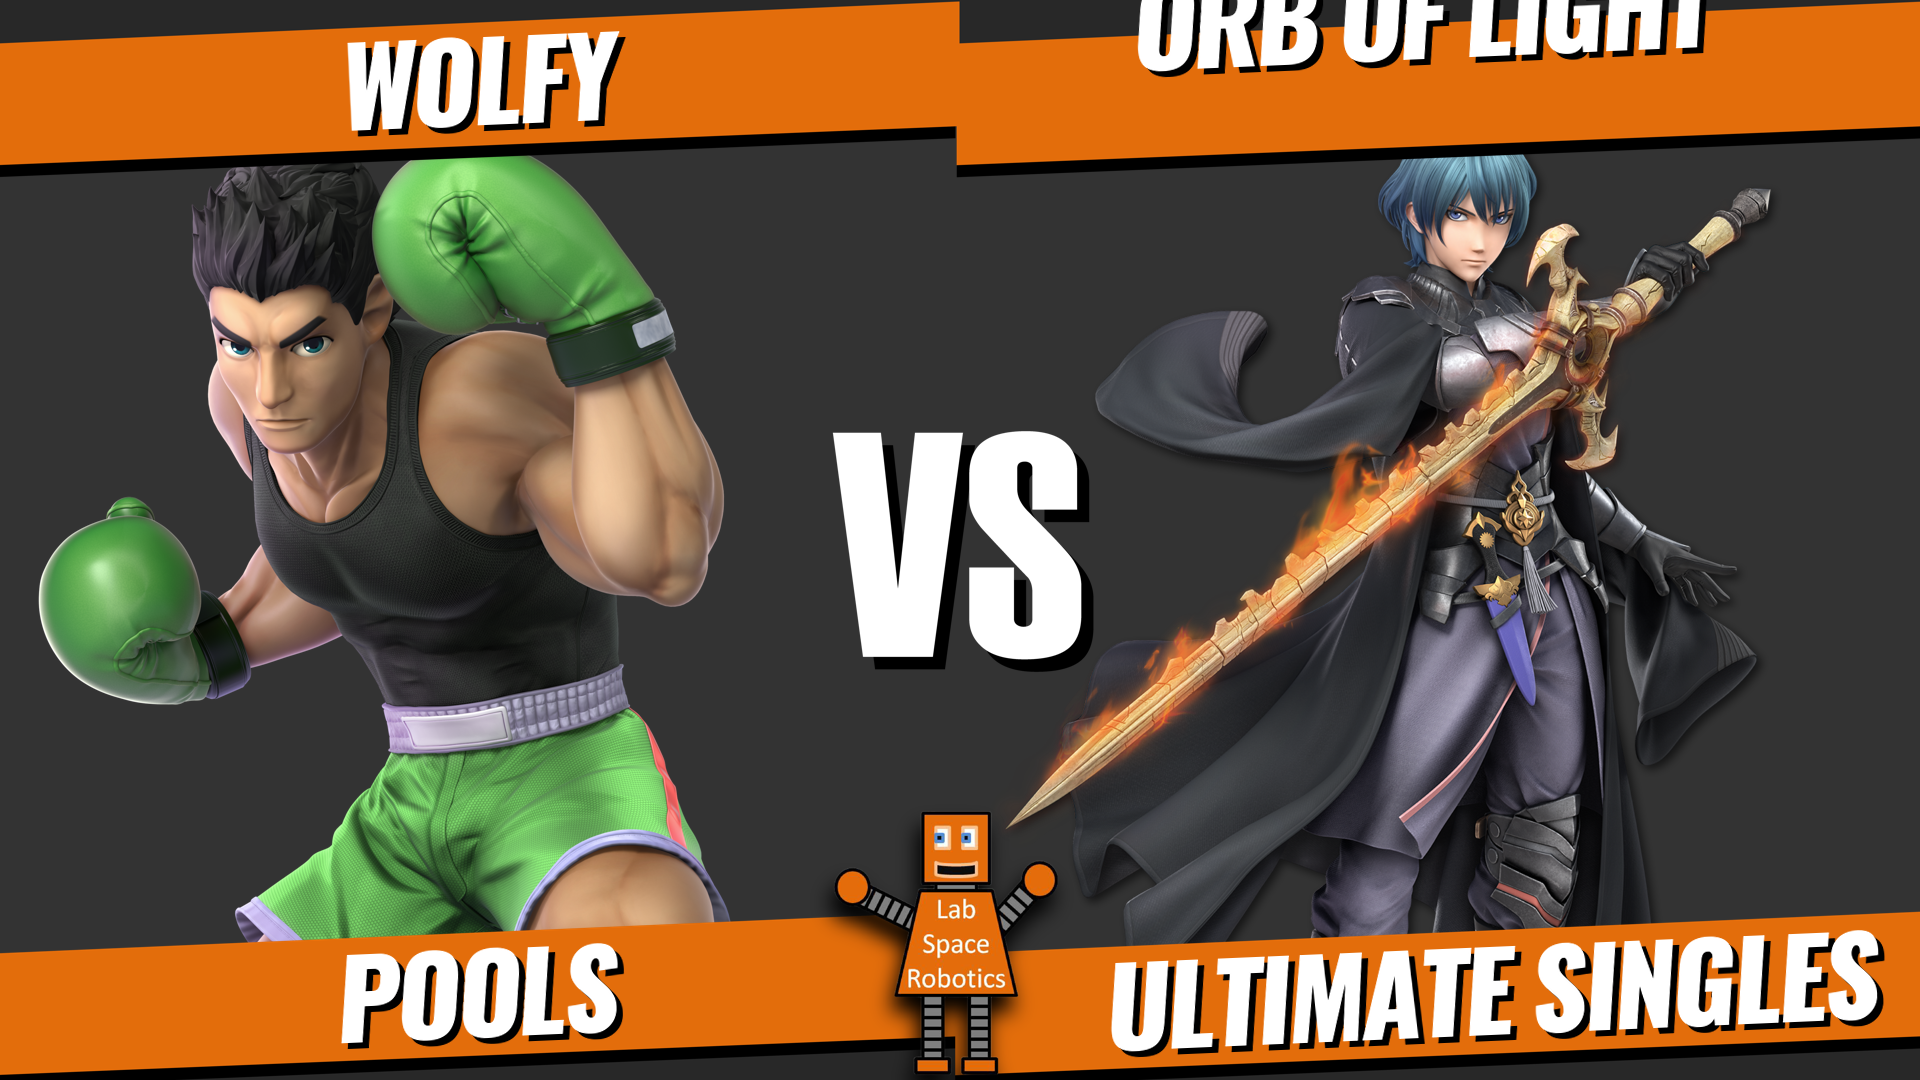 WOLFY
ORB OF LIGHT
VS
Lab
Space
Robotics
POOLS
ULTIMATE SINGLES